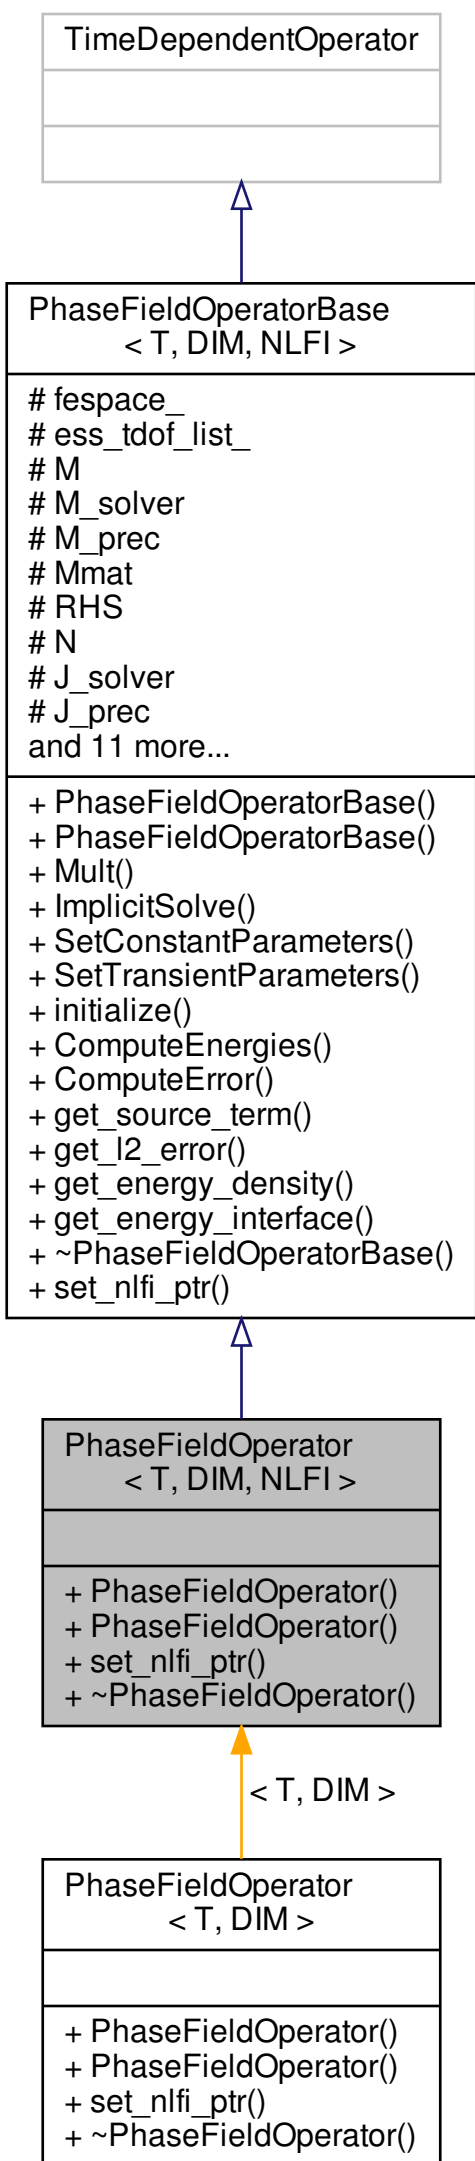 TimeDependentOperator
PhaseFieldOperatorBase
< T, DIM, NLFI >
# fespace_
# ess_tdof_list_
# M
# M_solver
# M_prec
# Mmat
# RHS
# N
# J_solver
# J_prec
and 11 more...
+ PhaseFieldOperatorBase()
+ PhaseFieldOperatorBase()
+ Mult()
+ ImplicitSolve()
+ SetConstantParameters()
+ SetTransientParameters()
+ initialize()
+ ComputeEnergies()
+ ComputeError()
+ get_source_term()
+ get_l2_error()
+ get_energy_density()
+ get_energy_interface()
+ ~PhaseFieldOperatorBase()
+ set_nlfi_ptr()
PhaseFieldOperator
< T, DIM, NLFI >
+ PhaseFieldOperator()
+ PhaseFieldOperator()
+ set_nlfi_ptr()
+ ~PhaseFieldOperator()
< T, DIM >
PhaseFieldOperator
< T, DIM >
+ PhaseFieldOperator()
+ PhaseFieldOperator()
+ set_nlfi_ptr()
+ ~PhaseFieldOperator()